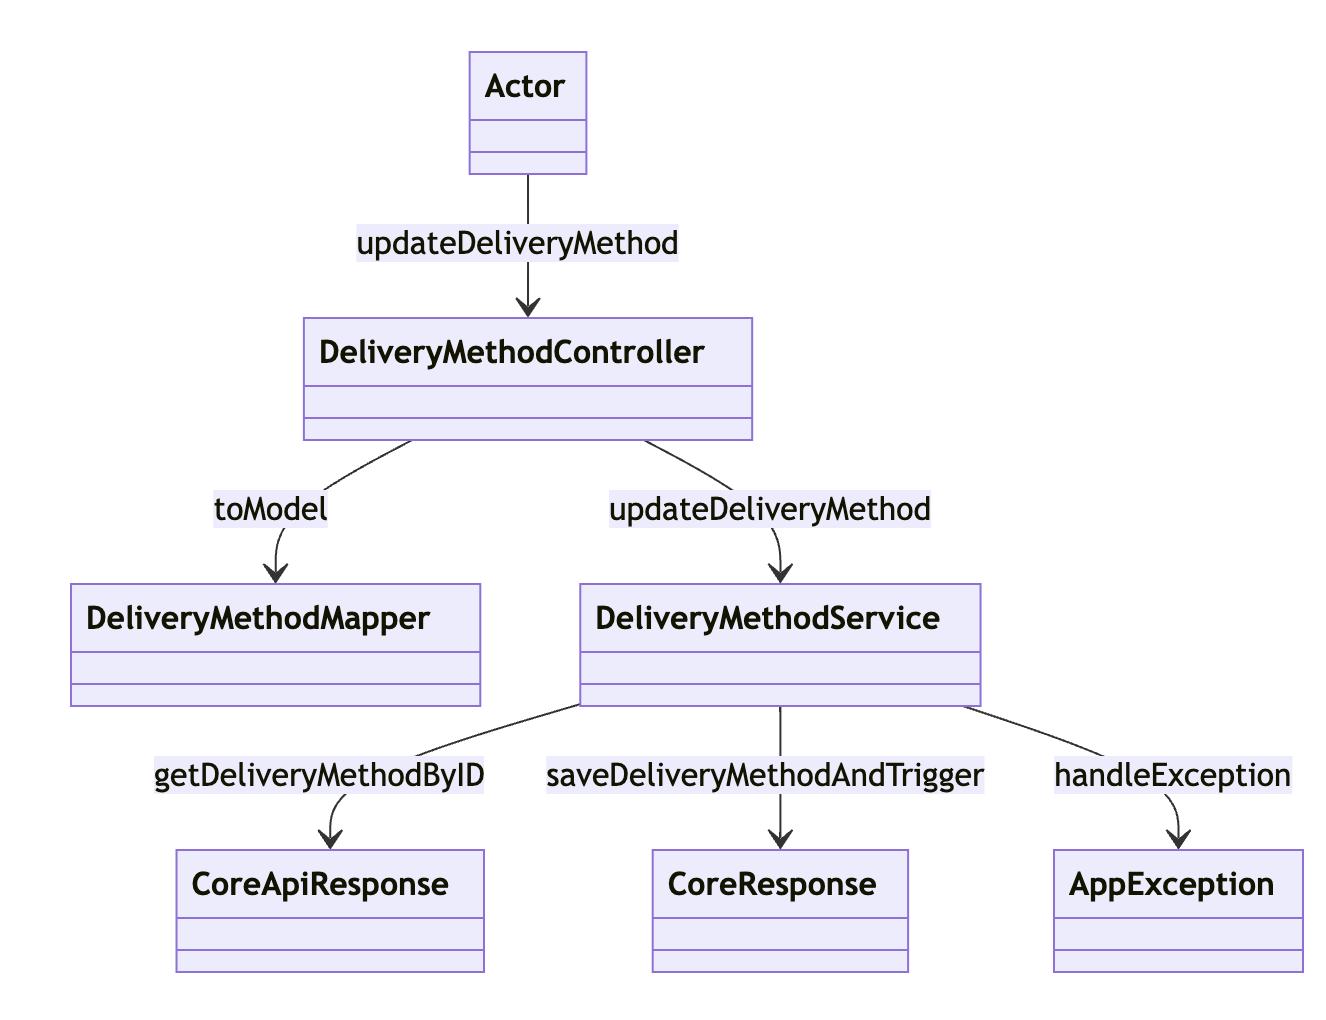 Actor
updateDeliveryMethod
DeliveryMethodController
toModel
updateDeliveryMethod
DeliveryMethodMapper
DeliveryMethodService
getDeliveryMethodByID
saveDeliveryMethodAndTrigger
handleException
CoreApiResponse
CoreResponse
AppException